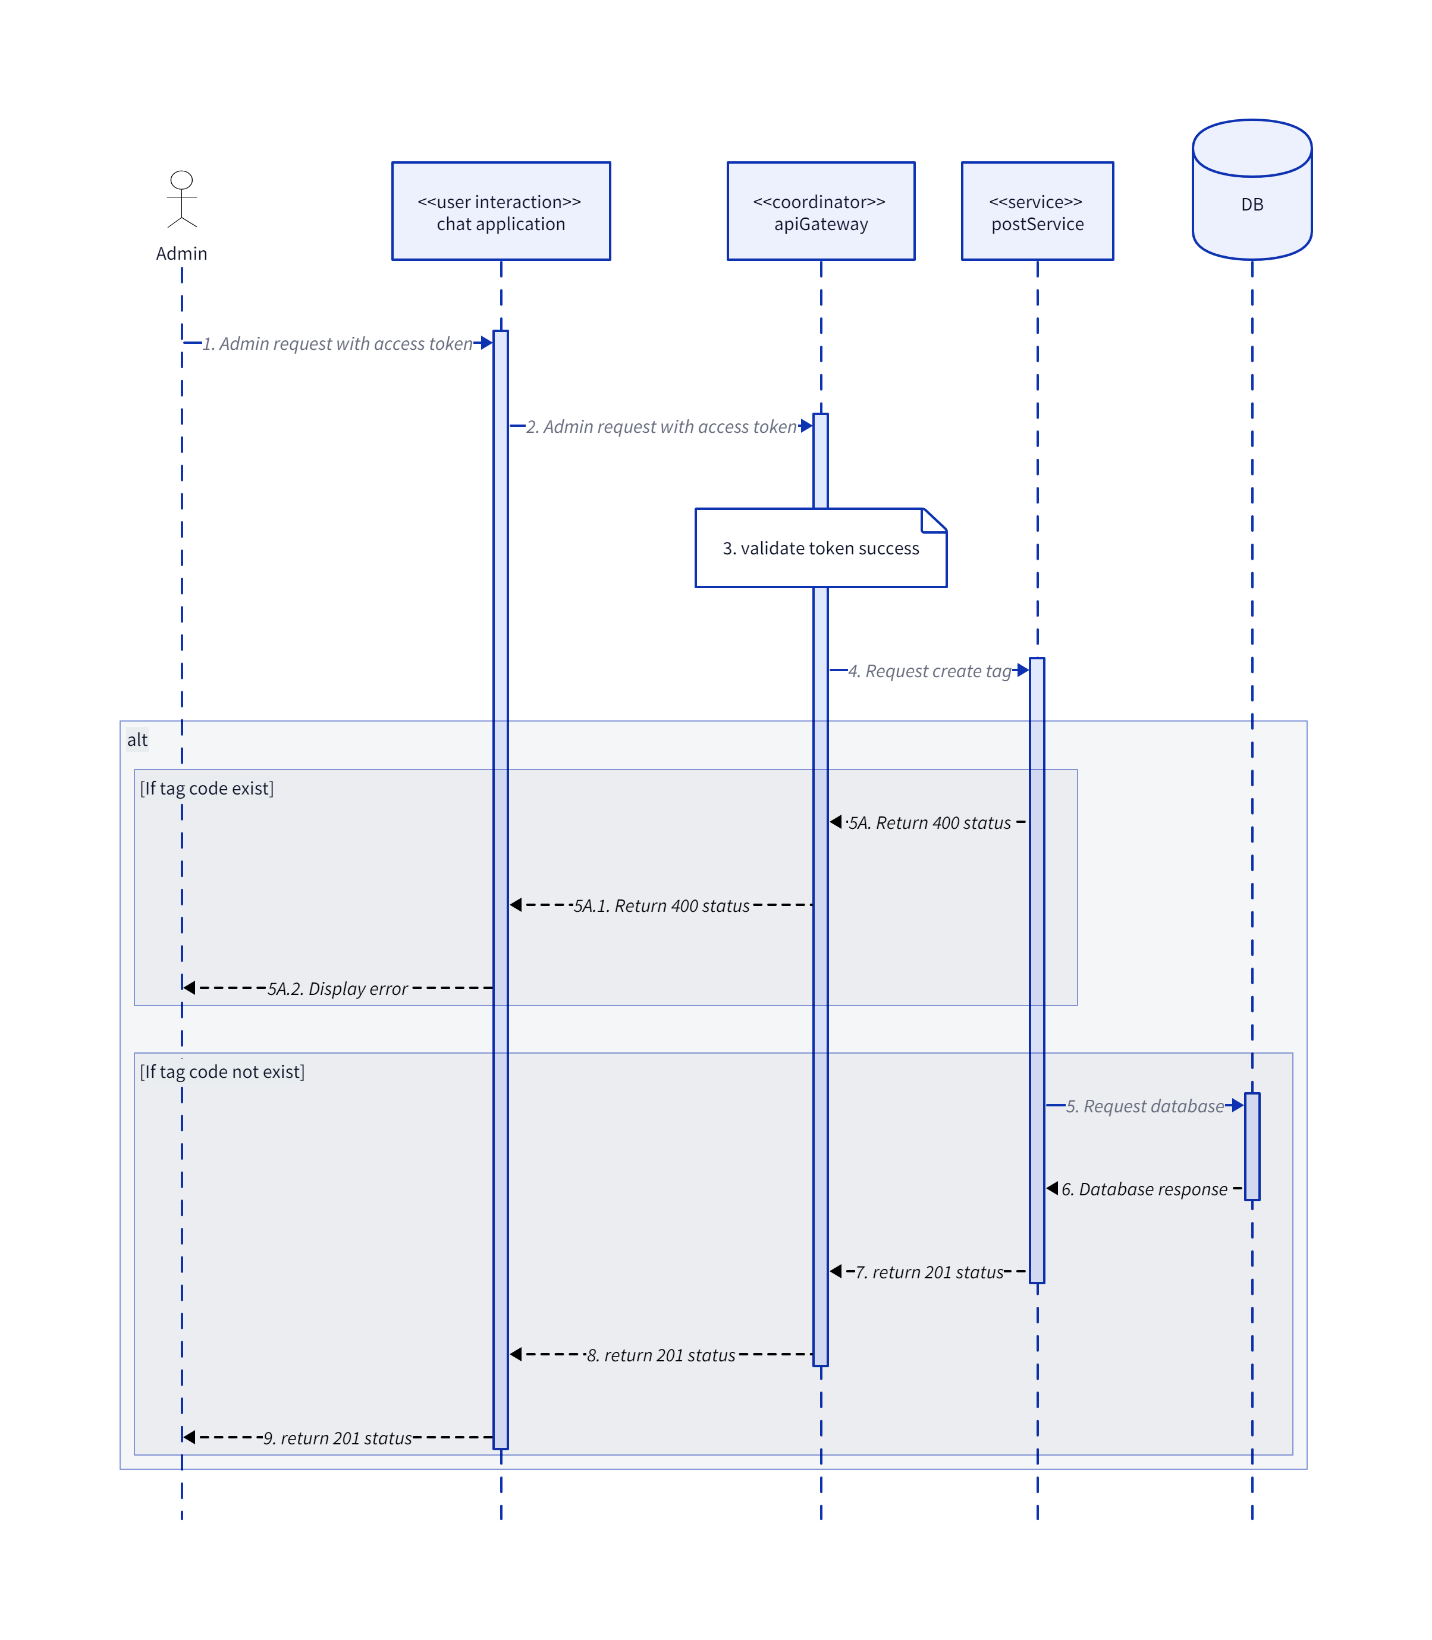 Admin
<<user interaction>>
chat application
<<coordinator>>
apiGateway
<<service>>
postService
DB
1. Admin request with access token
2. Admin request with access token
3. validate token success
4. Request create tag
alt
[If tag code exist]
5A. Return 400 status
5A.1. Return 400 status
5A.2. Display error
[If tag code not exist]
5. Request database
6. Database response
7. return 201 status
8. return 201 status
9. return 201 status